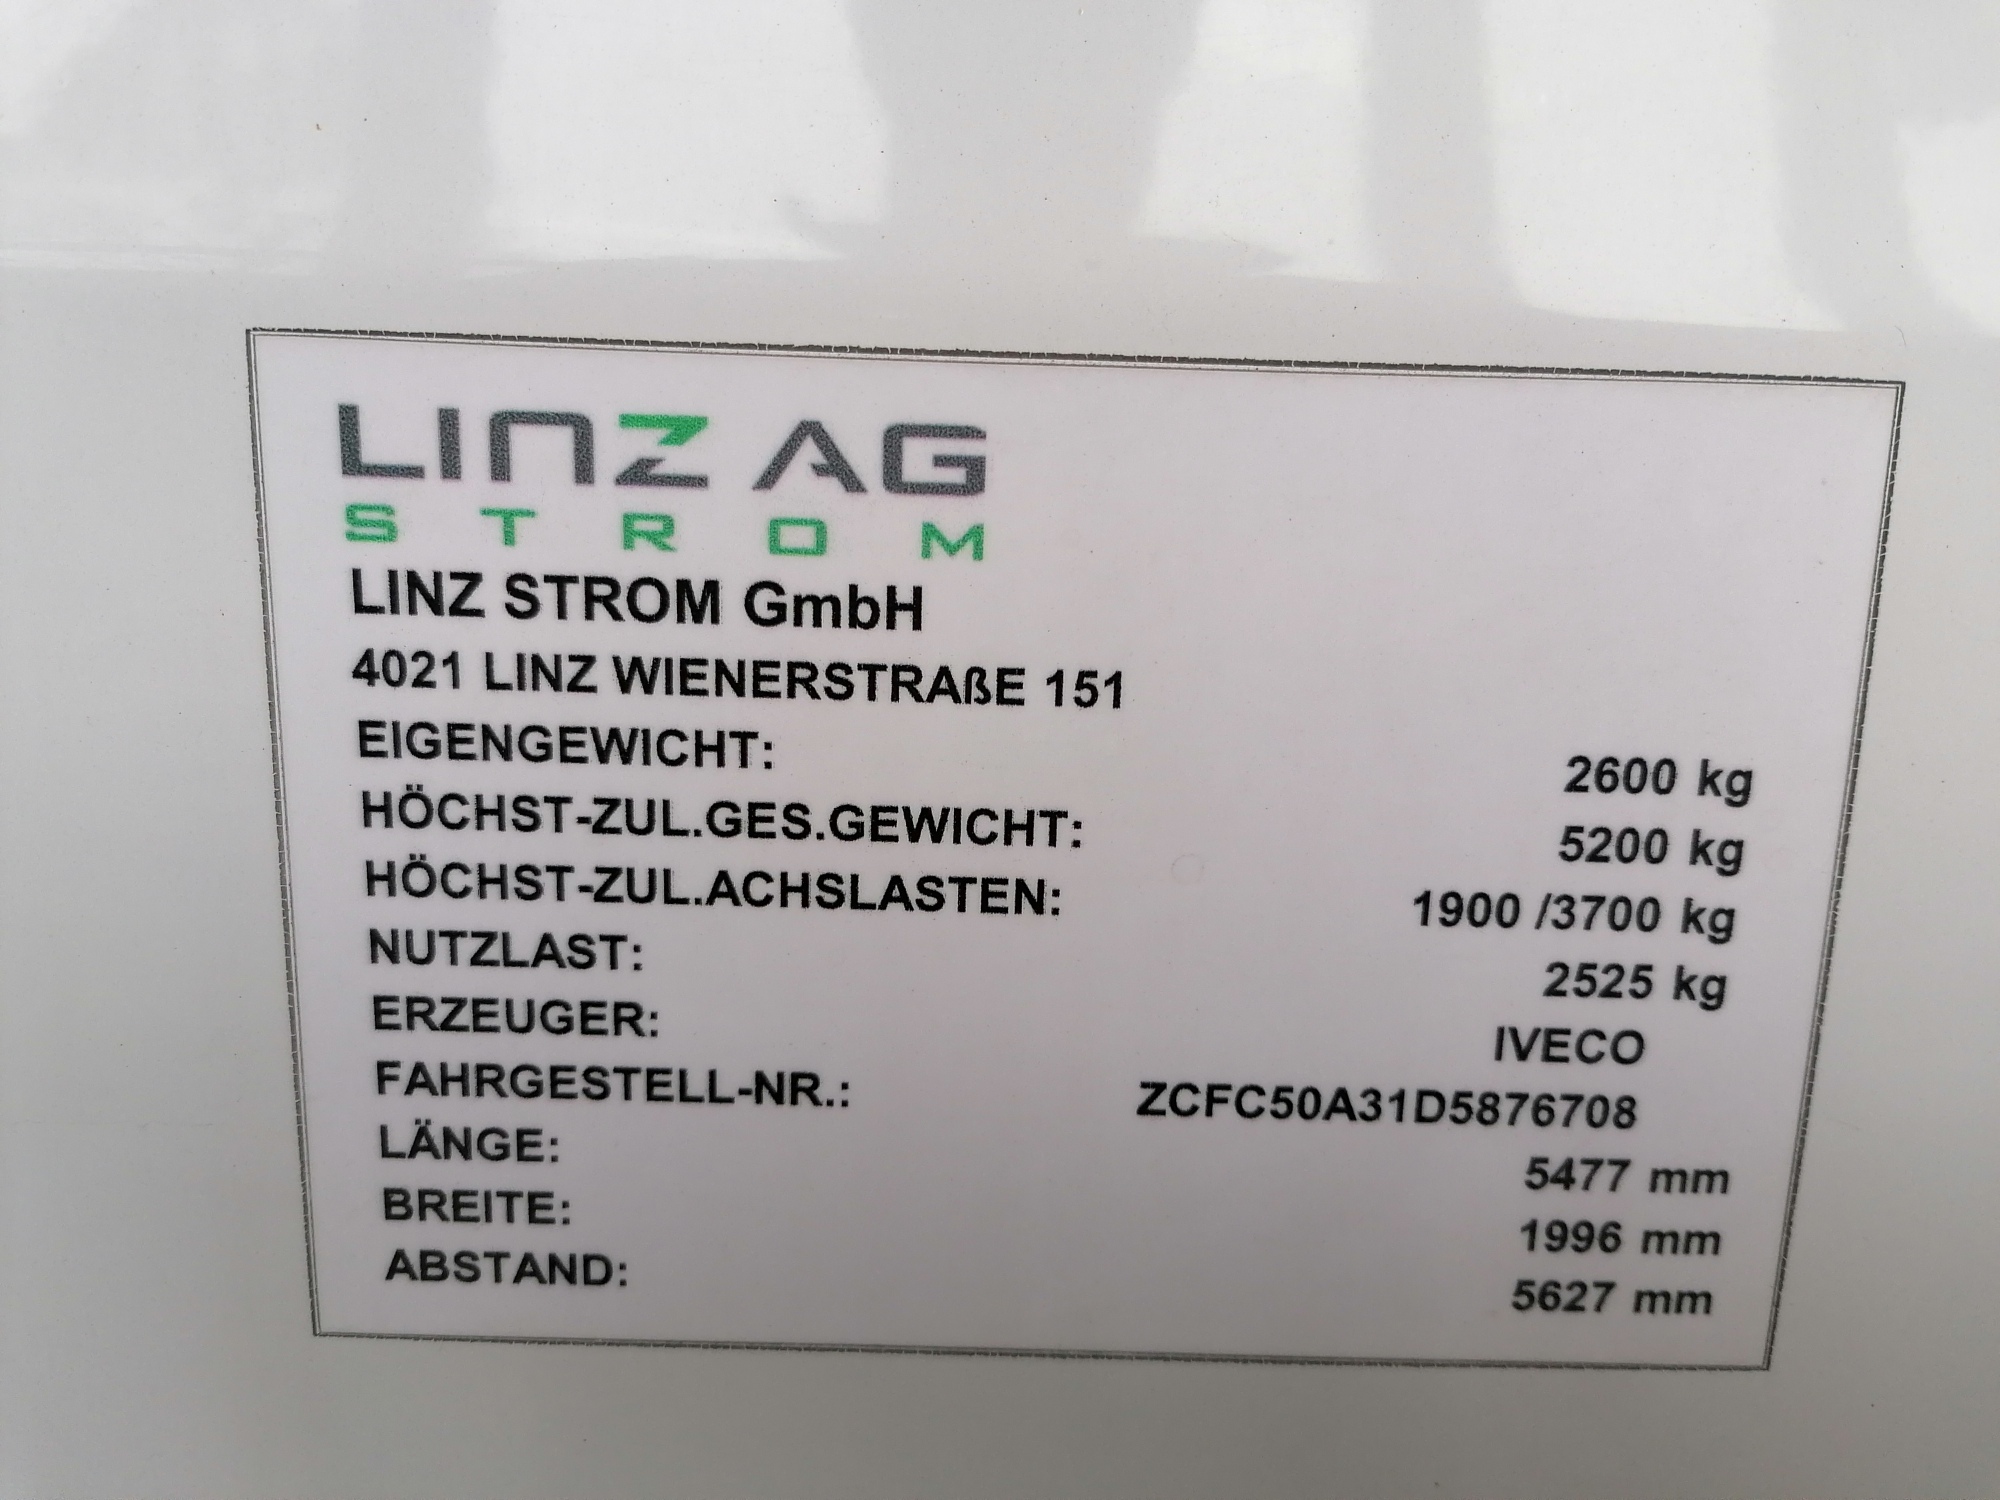 LINZ AG
STROM
LINZ STROM GmbH
4021 LINZ WIENERSTRAßE 151
EIGENGEWICHT: 2600 kg
HÖCHST-ZUL.GES.GEWICHT: 5200 kg
HÖCHST-ZUL.ACHSLASTEN: 1900 /3700 kg
NUTZLAST: 2525 kg
ERZEUGER: IVECO
FAHRGESTELL-NR.: ZCFC50A31D5876708
LÄNGE: 5477 mm
BREITE: 1996 mm
ABSTAND: 5627 mm